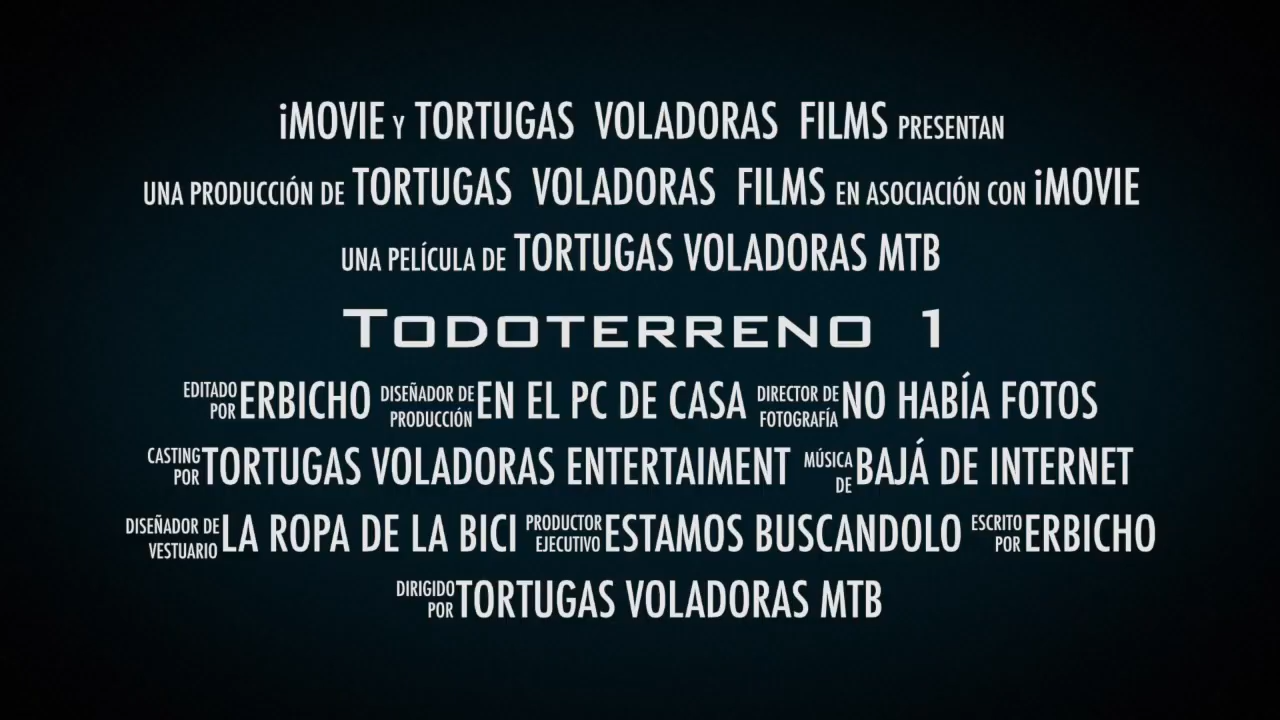 iMOVIE Y TORTUGAS VOLADORAS FILMS PRESENTAN
UNA PRODUCCIÓN DE TORTUGAS VOLADORAS FILMS EN ASOCIACIÓN CON iMOVIE
UNA PELÍCULA DE TORTUGAS VOLADORAS MTB
TODOTERRENO 1
EDITADO POR ERBICHO DISEÑADOR DE PRODUCCIÓN EN EL PC DE CASA DIRECTOR DE FOTOGRAFÍA NO HABÍA FOTOS
CASTING POR TORTUGAS VOLADORAS ENTERTAIMENT MÚSICA DE BAJÁ DE INTERNET
DISEÑADOR DE VESTUARIO LA ROPA DE LA BICI PRODUCTOR EJECUTIVO ESTAMOS BUSCANDOLO ESCRITO POR ERBICHO
DIRIGIDO POR TORTUGAS VOLADORAS MTB